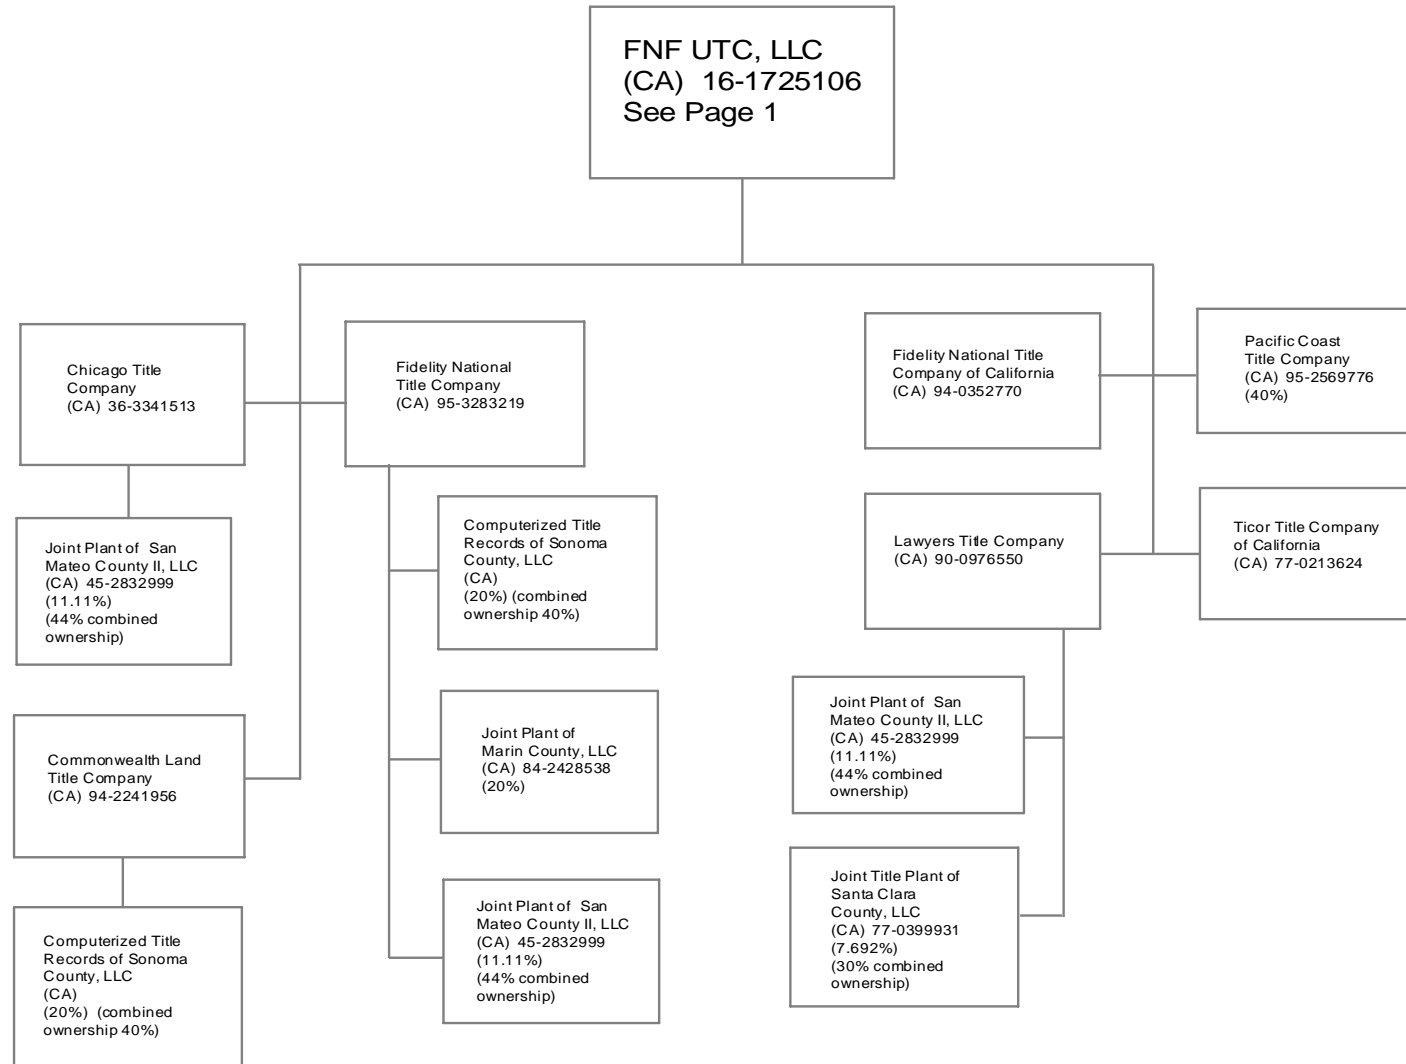 FNF UTC, LLC
(CA) 16-1725106
See Page 1
Chicago Title
Company
(CA) 36-3341513
Fidelity National
Title Company
(CA) 95-3283219
Fidelity National Title
Company of California
(CA) 94-0352770
Pacific Coast
Title Company
(CA) 95-2569776
(40%)
Joint Plant of San
Mateo County II, LLC
(CA) 45-2832999
(11.11%)
(44% combined
ownership)
Computerized Title
Records of Sonoma
County, LLC
(CA)
(20%) (combined
ownership 40%)
Lawyers Title Company
(CA) 90-0976550
Ticor Title Company
of California
(CA) 77-0213624
Commonwealth Land
Title Company
(CA) 94-2241956
Joint Plant of
Marin County, LLC
(CA) 84-2428538
(20%)
Joint Plant of San
Mateo County II, LLC
(CA) 45-2832999
(11.11%)
(44% combined
ownership)
Computerized Title
Records of Sonoma
County, LLC
(CA)
(20%) (combined
ownership 40%)
Joint Plant of San
Mateo County II, LLC
(CA) 45-2832999
(11.11%)
(44% combined
ownership)
Joint Title Plant of
Santa Clara
County, LLC
(CA) 77-0399931
(7.692%)
(30% combined
ownership)